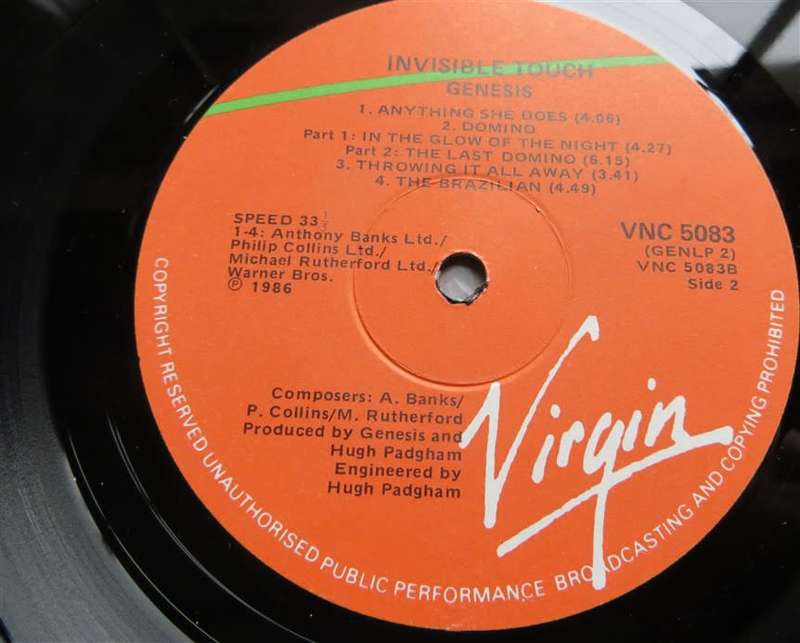 INVISIBLE TOUCH
GENESIS
1. ANYTHING SHE DOES (4.06)
2. DOMINO
Part 1: IN THE GLOW OF THE NIGHT (4.27)
Part 2: THE LAST DOMINO (6.15)
3. THROWING IT ALL AWAY (3.41)
4. THE BRAZILIAN (4.49)
SPEED 33⅓
1-4: Anthony Banks Ltd./
Philip Collins Ltd./
Michael Rutherford Ltd./
Warner Bros.
Ⓟ 1986
VNC 5083
(GENLP 2)
VNC 5083B
Side 2
Composers: A. Banks/
P. Collins/M. Rutherford
Produced by Genesis and
Hugh Padgham
Engineered by
Hugh Padgham
Virgin
COPYRIGHT RESERVED UNAUTHORISED PUBLIC PERFORMANCE BROADCASTING AND COPYING PROHIBITED